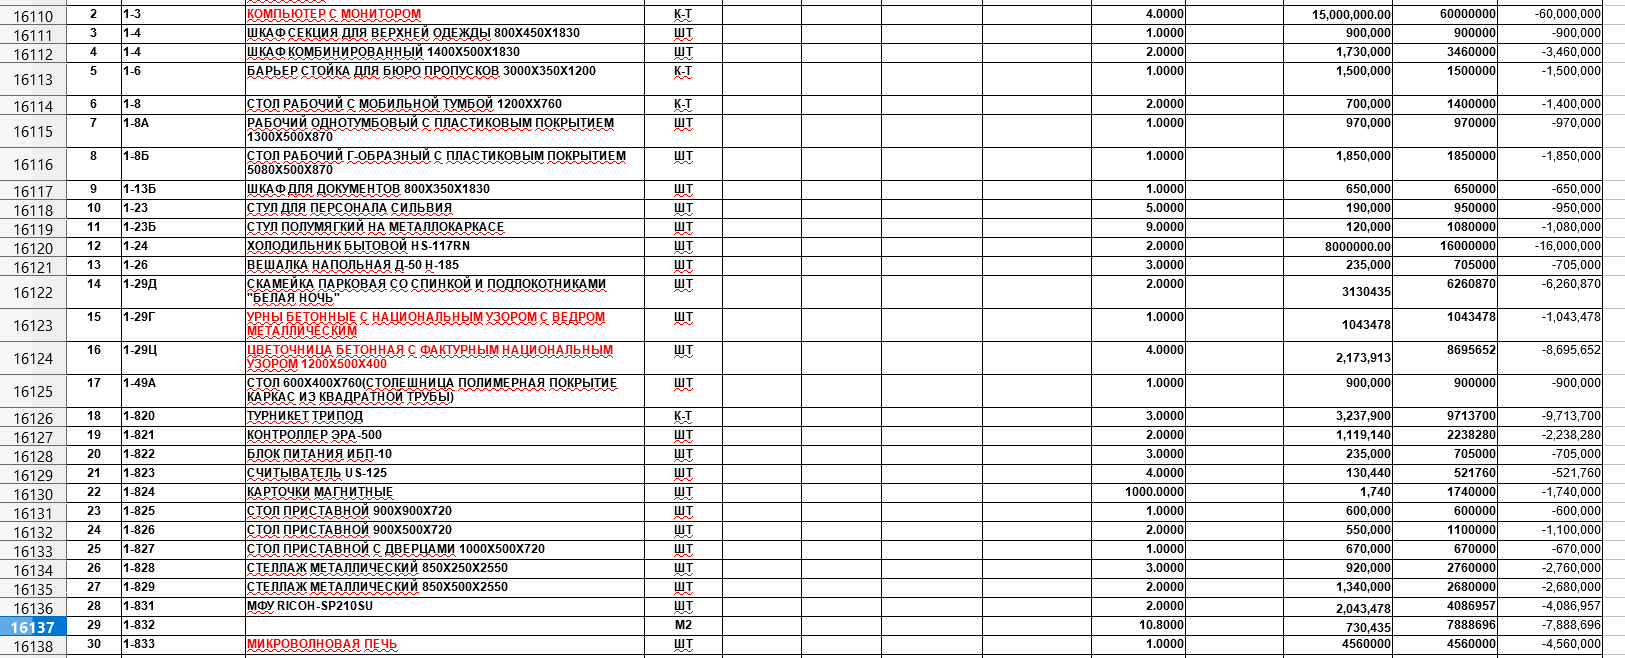 16110 2 1-3 КОМПЬЮТЕР С МОНИТОРОМ К-Т 4.0000 15,000,000.00 60000000 -60,000,000
16111 3 1-4 ШКАФ СЕКЦИЯ ДЛЯ ВЕРХНЕЙ ОДЕЖДЫ 800Х450Х1830 ШТ 1.0000 900,000 900000 -900,000
16112 4 1-4 ШКАФ КОМБИНИРОВАННЫЙ 1400Х500Х1830 ШТ 2.0000 1,730,000 3460000 -3,460,000
16113 5 1-6 БАРЬЕР СТОЙКА ДЛЯ БЮРО ПРОПУСКОВ 3000Х350Х1200 К-Т 1.0000 1,500,000 1500000 -1,500,000
16114 6 1-8 СТОЛ РАБОЧИЙ С МОБИЛЬНОЙ ТУМБОЙ 1200ХХ760 К-Т 2.0000 700,000 1400000 -1,400,000
16115 7 1-8А РАБОЧИЙ ОДНОТУМБОВЫЙ С ПЛАСТИКОВЫМ ПОКРЫТИЕМ ШТ 1.0000 970,000 970000 -970,000
1300Х500Х870
16116 8 1-8Б СТОЛ РАБОЧИЙ Г-ОБРАЗНЫЙ С ПЛАСТИКОВЫМ ПОКРЫТИЕМ ШТ 1.0000 1,850,000 1850000 -1,850,000
5080Х500Х870
16117 9 1-13Б ШКАФ ДЛЯ ДОКУМЕНТОВ 800Х350Х1830 ШТ 1.0000 650,000 650000 -650,000
16118 10 1-23 СТУЛ ДЛЯ ПЕРСОНАЛА СИЛЬВИЯ ШТ 5.0000 190,000 950000 -950,000
16119 11 1-23Б СТУЛ ПОЛУМЯГКИЙ НА МЕТАЛЛОКАРКАСЕ ШТ 9.0000 120,000 1080000 -1,080,000
16120 12 1-24 ХОЛОДИЛЬНИК БЫТОВОЙ HS-117RN ШТ 2.0000 8000000.00 16000000 -16,000,000
16121 13 1-26 ВЕШАЛКА НАПОЛЬНАЯ Д-50 Н-185 ШТ 3.0000 235,000 705000 -705,000
16122 14 1-29Д СКАМЕЙКА ПАРКОВАЯ СО СПИНКОЙ И ПОДЛОКОТНИКАМИ ШТ 2.0000 3130435 6260870 -6,260,870
"БЕЛАЯ НОЧЬ"
16123 15 1-29Г УРНЫ БЕТОННЫЕ С НАЦИОНАЛЬНЫМ УЗОРОМ С ВЕДРОМ ШТ 1.0000 1043478 1043478 -1,043,478
МЕТАЛЛИЧЕСКИМ
16124 16 1-29Ц ЦВЕТОЧНИЦА БЕТОННАЯ С ФАКТУРНЫМ НАЦИОНАЛЬНЫМ ШТ 4.0000 2,173,913 8695652 -8,695,652
УЗОРОМ 1200Х500Х400
16125 17 1-49А СТОЛ 600Х400Х760(СТОЛЕШНИЦА ПОЛИМЕРНАЯ ПОКРЫТИЕ ШТ 1.0000 900,000 900000 -900,000
КАРКАС ИЗ КВАДРАТНОЙ ТРУБЫ)
16126 18 1-820 ТУРНИКЕТ ТРИПОД К-Т 3.0000 3,237,900 9713700 -9,713,700
16127 19 1-821 КОНТРОЛЛЕР ЭРА-500 ШТ 2.0000 1,119,140 2238280 -2,238,280
16128 20 1-822 БЛОК ПИТАНИЯ ИБП-10 ШТ 3.0000 235,000 705000 -705,000
16129 21 1-823 СЧИТЫВАТЕЛЬ US-125 ШТ 4.0000 130,440 521760 -521,760
16130 22 1-824 КАРТОЧКИ МАГНИТНЫЕ ШТ 1000.0000 1,740 1740000 -1,740,000
16131 23 1-825 СТОЛ ПРИСТАВНОЙ 900Х900Х720 ШТ 1.0000 600,000 600000 -600,000
16132 24 1-826 СТОЛ ПРИСТАВНОЙ 900Х500Х720 ШТ 2.0000 550,000 1100000 -1,100,000
16133 25 1-827 СТОЛ ПРИСТАВНОЙ С ДВЕРЦАМИ 1000Х500Х720 ШТ 1.0000 670,000 670000 -670,000
16134 26 1-828 СТЕЛЛАЖ МЕТАЛЛИЧЕСКИЙ 850Х250Х2550 ШТ 3.0000 920,000 2760000 -2,760,000
16135 27 1-829 СТЕЛЛАЖ МЕТАЛЛИЧЕСКИЙ 850Х500Х2550 ШТ 2.0000 1,340,000 2680000 -2,680,000
16136 28 1-831 МФУ RICOH-SP210SU ШТ 2.0000 2,043,478 4086957 -4,086,957
16137 29 1-832 М2 10.8000 730,435 7888696 -7,888,696
16138 30 1-833 МИКРОВОЛНОВАЯ ПЕЧЬ ШТ 1.0000 4560000 4560000 -4,560,000